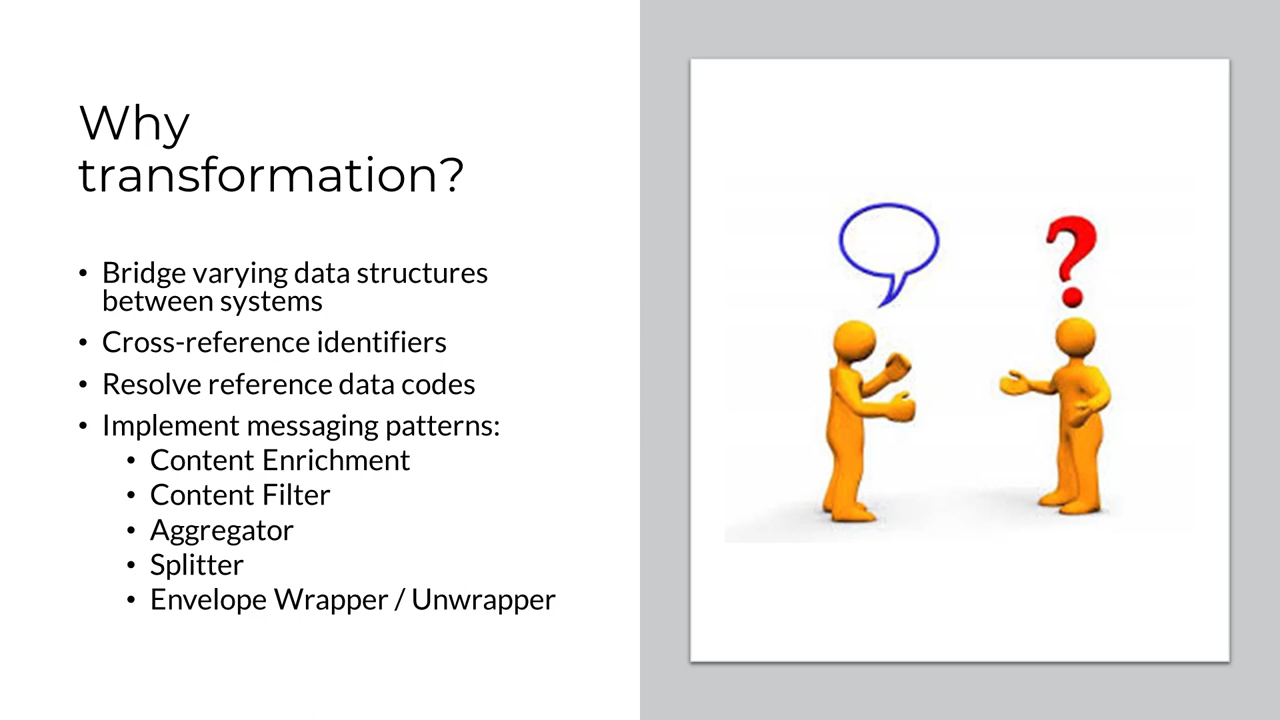 Why
transformation?
• Bridge varying data structures
between systems
• Cross-reference identifiers
• Resolve reference data codes
• Implement messaging patterns:
• Content Enrichment
• Content Filter
• Aggregator
• Splitter
• Envelope Wrapper / Unwrapper
?